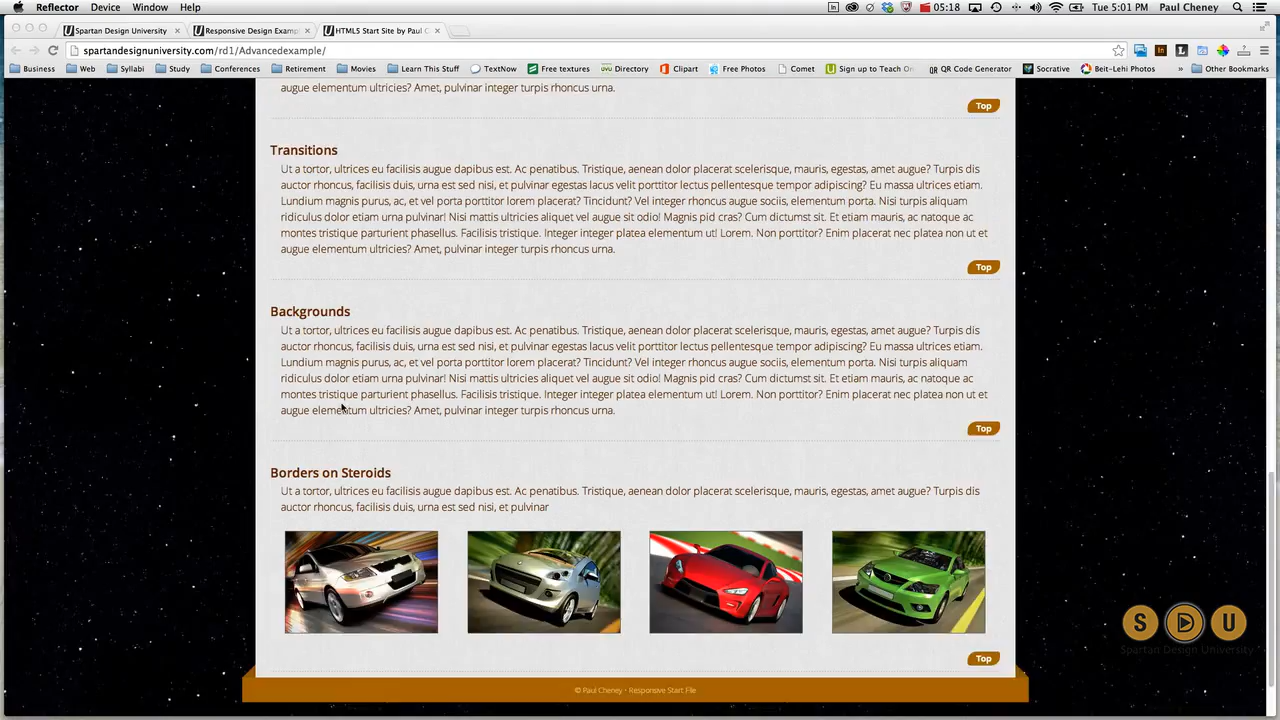 Reflector Device Window Help 05:18 Tue 5:01 PM Paul Cheney
Spartan Design University Responsive Design Examp HTML5 Start Site by Paul C
spartandesignuniversity.com/rd1/Advancedexample/
Business Web Syllabi Study Conferences Retirement Movies Learn This Stuff TextNow Free textures Directory Clipart Free Photos Comet Sign up to Teach On QR Code Generator Socrative Beit-Lehi Photos » Other Bookmarks
augue elementum ultricies? Amet, pulvinar integer turpis rhoncus urna.
Top
Transitions
Ut a tortor, ultrices eu facilisis augue dapibus est. Ac penatibus. Tristique, aenean dolor placerat scelerisque, mauris, egestas, amet augue? Turpis dis
auctor rhoncus, facilisis duis, urna est sed nisi, et pulvinar egestas lacus velit porttitor lectus pellentesque tempor adipiscing? Eu massa ultrices etiam.
Lundium magnis purus, ac, et vel porta porttitor lorem placerat? Tincidunt? Vel integer rhoncus augue sociis, elementum porta. Nisi turpis aliquam
ridiculus dolor etiam urna pulvinar! Nisi mattis ultricies aliquet vel augue sit odio! Magnis pid cras? Cum dictumst sit. Et etiam mauris, ac natoque ac
montes tristique parturient phasellus. Facilisis tristique. Integer integer platea elementum ut! Lorem. Non porttitor? Enim placerat nec platea non ut et
augue elementum ultricies? Amet, pulvinar integer turpis rhoncus urna.
Top
Backgrounds
Ut a tortor, ultrices eu facilisis augue dapibus est. Ac penatibus. Tristique, aenean dolor placerat scelerisque, mauris, egestas, amet augue? Turpis dis
auctor rhoncus, facilisis duis, urna est sed nisi, et pulvinar egestas lacus velit porttitor lectus pellentesque tempor adipiscing? Eu massa ultrices etiam.
Lundium magnis purus, ac, et vel porta porttitor lorem placerat? Tincidunt? Vel integer rhoncus augue sociis, elementum porta. Nisi turpis aliquam
ridiculus dolor etiam urna pulvinar! Nisi mattis ultricies aliquet vel augue sit odio! Magnis pid cras? Cum dictumst sit. Et etiam mauris, ac natoque ac
montes tristique parturient phasellus. Facilisis tristique. Integer integer platea elementum ut! Lorem. Non porttitor? Enim placerat nec platea non ut et
augue elementum ultricies? Amet, pulvinar integer turpis rhoncus urna.
Top
Borders on Steroids
Ut a tortor, ultrices eu facilisis augue dapibus est. Ac penatibus. Tristique, aenean dolor placerat scelerisque, mauris, egestas, amet augue? Turpis dis
auctor rhoncus, facilisis duis, urna est sed nisi, et pulvinar
S D U
Spartan Design University
Top
© Paul Cheney - Responsive Start File